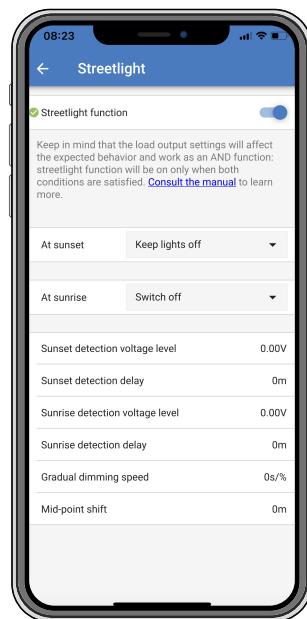 08:23
Streetlight
Streetlight function
Keep in mind that the load output settings will affect
the expected behavior and work as an AND function:
streetlight function will be on only when both
conditions are satisfied. Consult the manual to learn
more.
At sunset Keep lights off
At sunrise Switch off
Sunset detection voltage level 0.00V
Sunset detection delay 0m
Sunrise detection voltage level 0.00V
Sunrise detection delay 0m
Gradual dimming speed 0s/%
Mid-point shift 0m